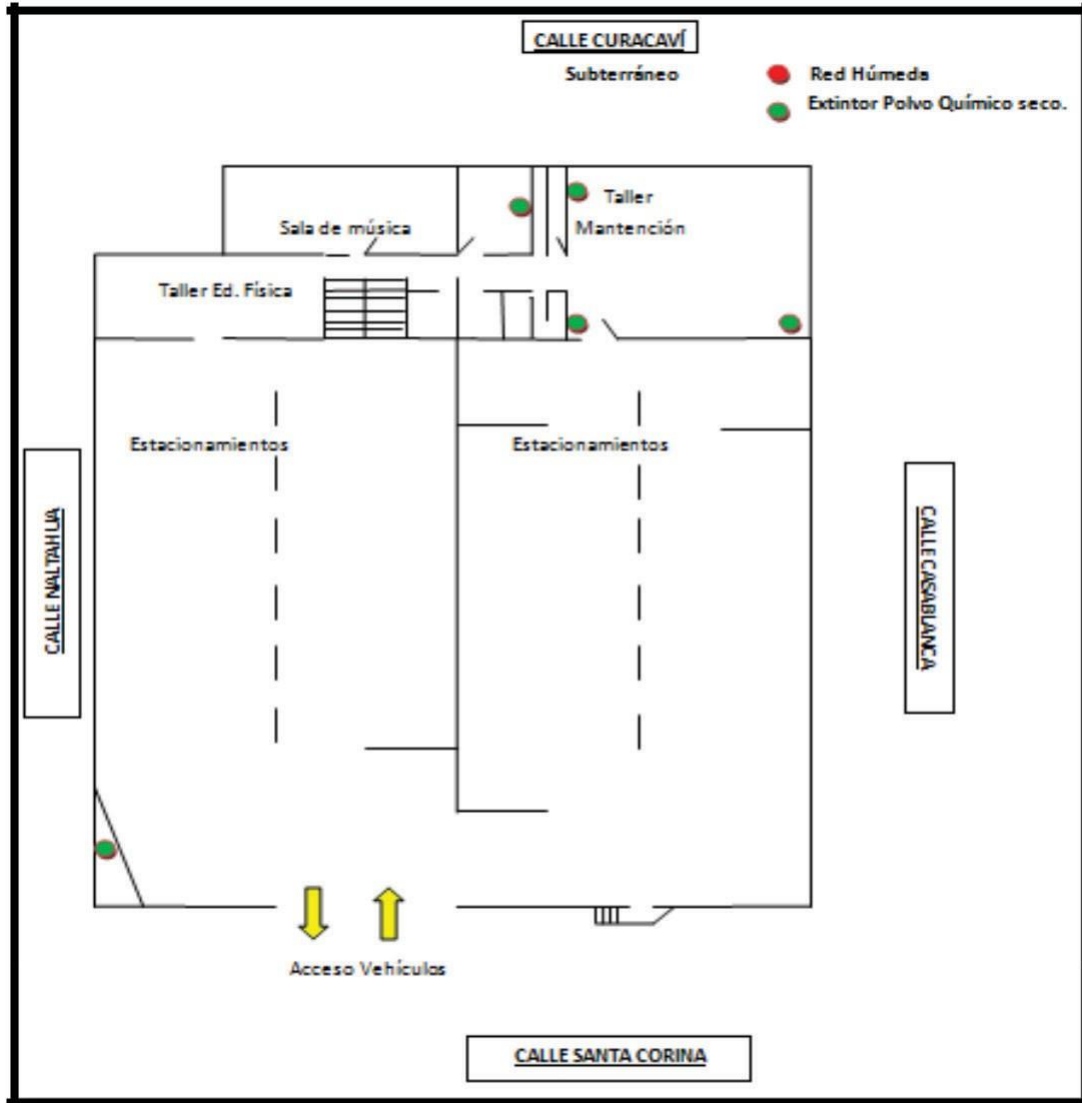 CALLE CURACAVÍ
Subterráneo
Red Húmeda
Extintor Polvo Químico seco.
Taller
Mantención
Sala de música
Taller Ed. Física
Estacionamientos
Estacionamientos
CALLE NALTAHUA
CALLE CASABLANCA
Acceso Vehículos
CALLE SANTA CORINA